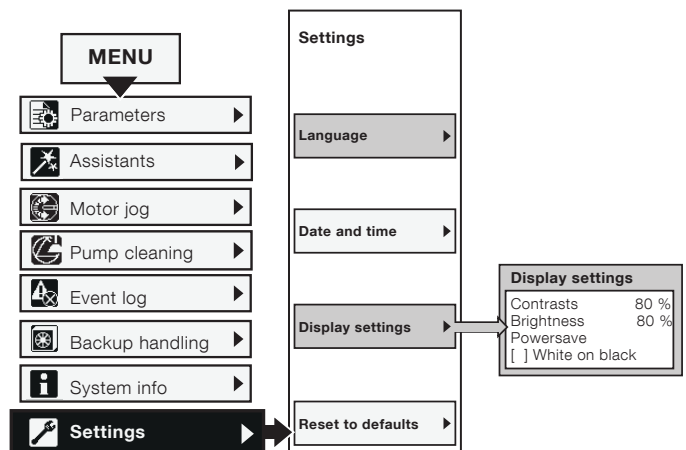 MENU
Parameters
Assistants
Motor jog
Pump cleaning
Event log
Backup handling
System info
Settings
Settings
Language
Date and time
Display settings
Reset to defaults
Display settings
Contrasts 80 %
Brightness 80 %
Powersave
[ ] White on black